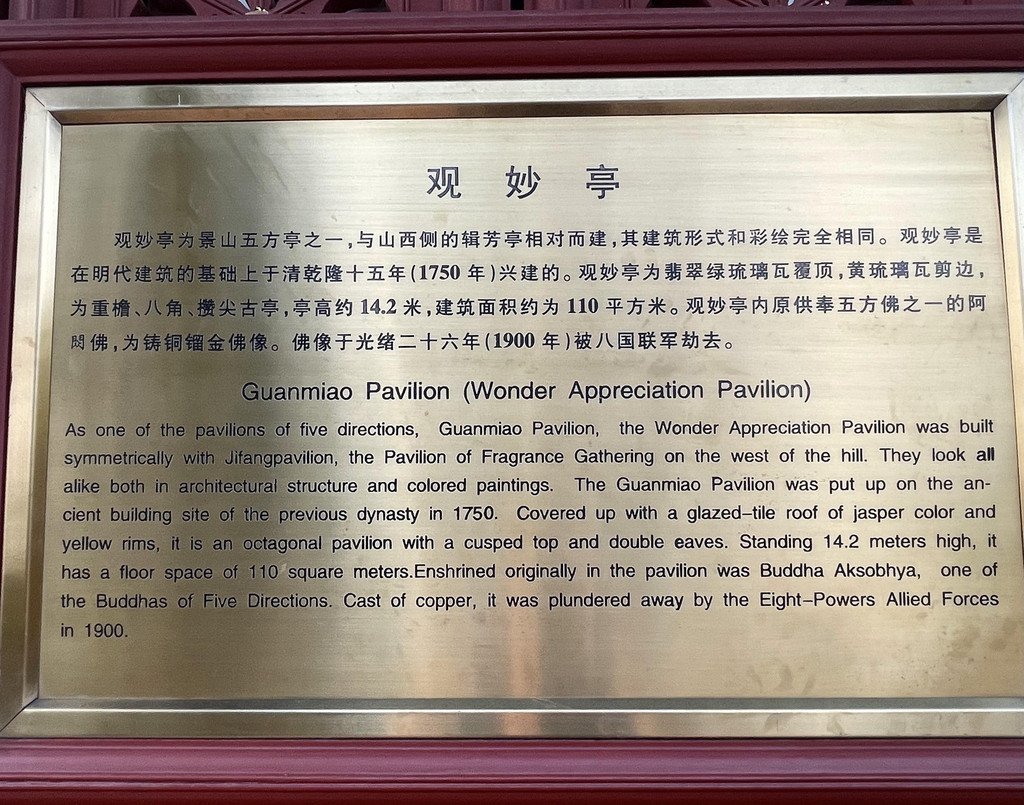 观妙亭
观妙亭为景山五方亭之一,与山西侧的辑芳亭相对而建,其建筑形式和彩绘完全相同。观妙亭是
在明代建筑的基础上于清乾隆十五年(1750 年)兴建的。观妙亭为翡翠绿琉璃瓦覆顶,黄琉璃瓦剪边,
为重檐、八角、攒尖古亭,亭高约 14.2 米,建筑面积约为 110 平方米。观妙亭内原供奉五方佛之一的阿
閦佛,为铸铜镏金佛像。佛像于光绪二十六年(1900 年)被八国联军劫去。
Guanmiao Pavilion (Wonder Appreciation Pavilion)
As one of the pavilions of five directions, Guanmiao Pavilion, the Wonder Appreciation Pavilion was built
symmetrically with Jifangpavilion, the Pavilion of Fragrance Gathering on the west of the hill. They look all
alike both in architectural structure and colored paintings. The Guanmiao Pavilion was put up on the an-
cient building site of the previous dynasty in 1750. Covered up with a glazed-tile roof of jasper color and
yellow rims, it is an octagonal pavilion with a cusped top and double eaves. Standing 14.2 meters high, it
has a floor space of 110 square meters.Enshrined originally in the pavilion was Buddha Aksobhya, one of
the Buddhas of Five Directions. Cast of copper, it was plundered away by the Eight-Powers Allied Forces
in 1900.